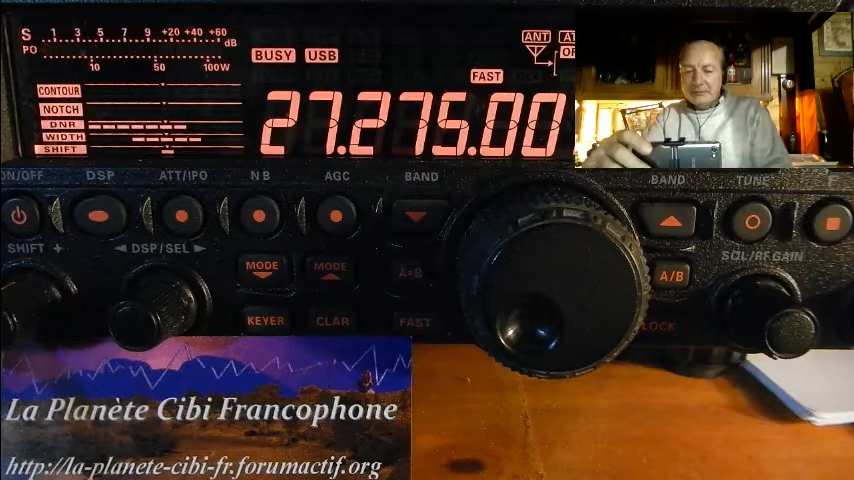 S 1 3 5 7 9 +20 +40 +60 dB
PO 10 50 100W
BUSY USB
ANT
FAST
CONTOUR
NOTCH
DNR
WIDTH
SHIFT
27.275.00
ON/OFF DSP ATT/IPO NB AGC BAND BAND TUNE
SHIFT + ◄ DSP/SEL ► MODE MODE A=B A/B SQL/RF GAIN
KEYER CLAR FAST LOCK
La Planète Cibi Francophone
http://la-planete-cibi-fr.forumactif.org